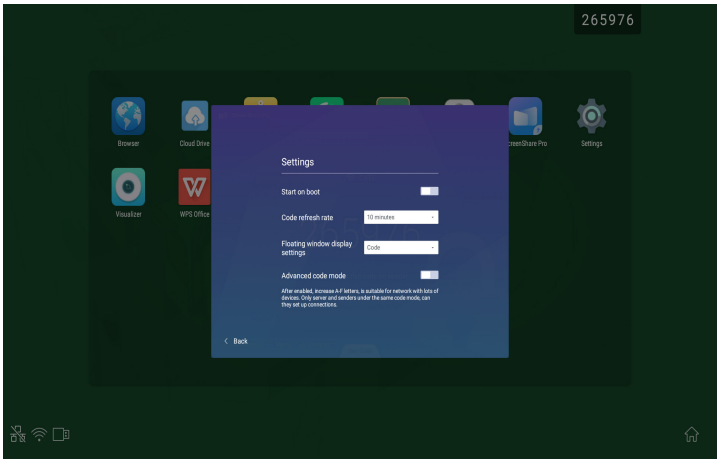 265976
Browser
Cloud Drive
creenShare Pro
Settings
Visualizer
WPS Office
Settings
Start on boot
Code refresh rate
10 minutes
265976
Floating window display
settings
Code
Advanced code mode
After enabled, increase A-F letters, is suitable for network with lots of
devices. Only server and senders under the same code mode, can
they set up connections.
Back